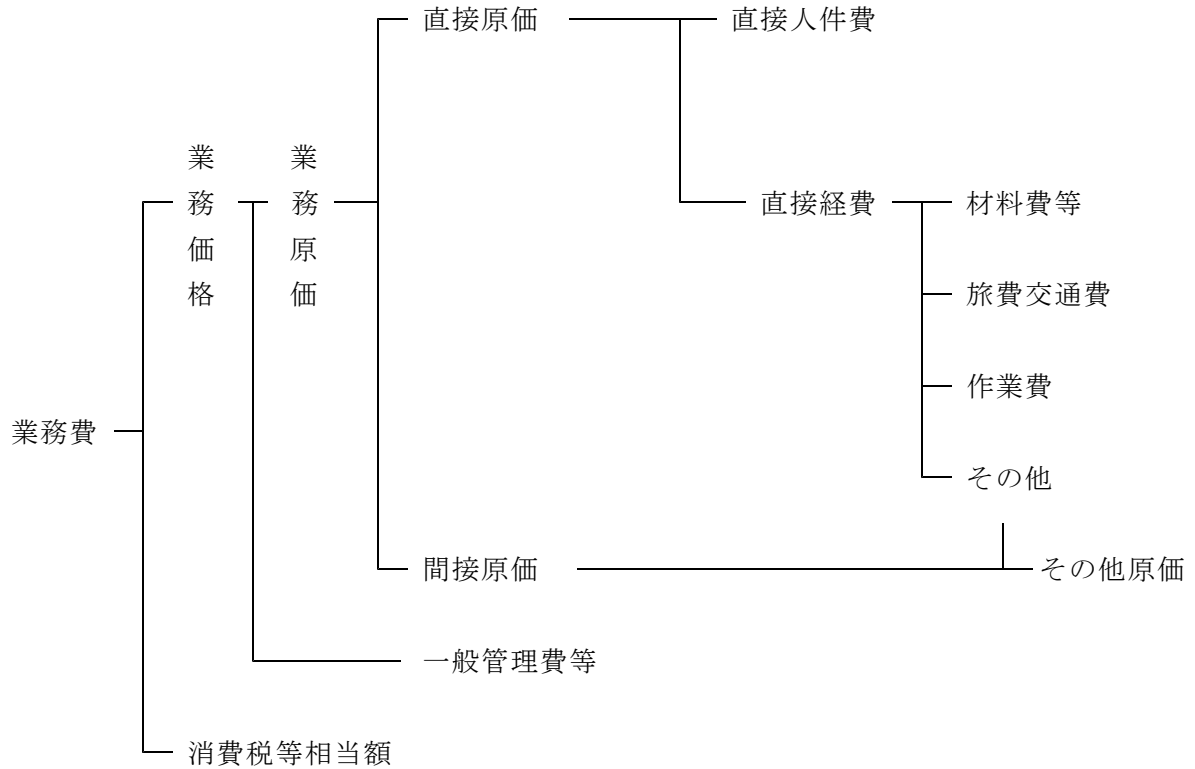 直接原価 直接人件費
業務価格
業務原価
直接経費 材料費等
旅費交通費
作業費
業務費
その他
間接原価 その他原価
一般管理費等
消費税等相当額